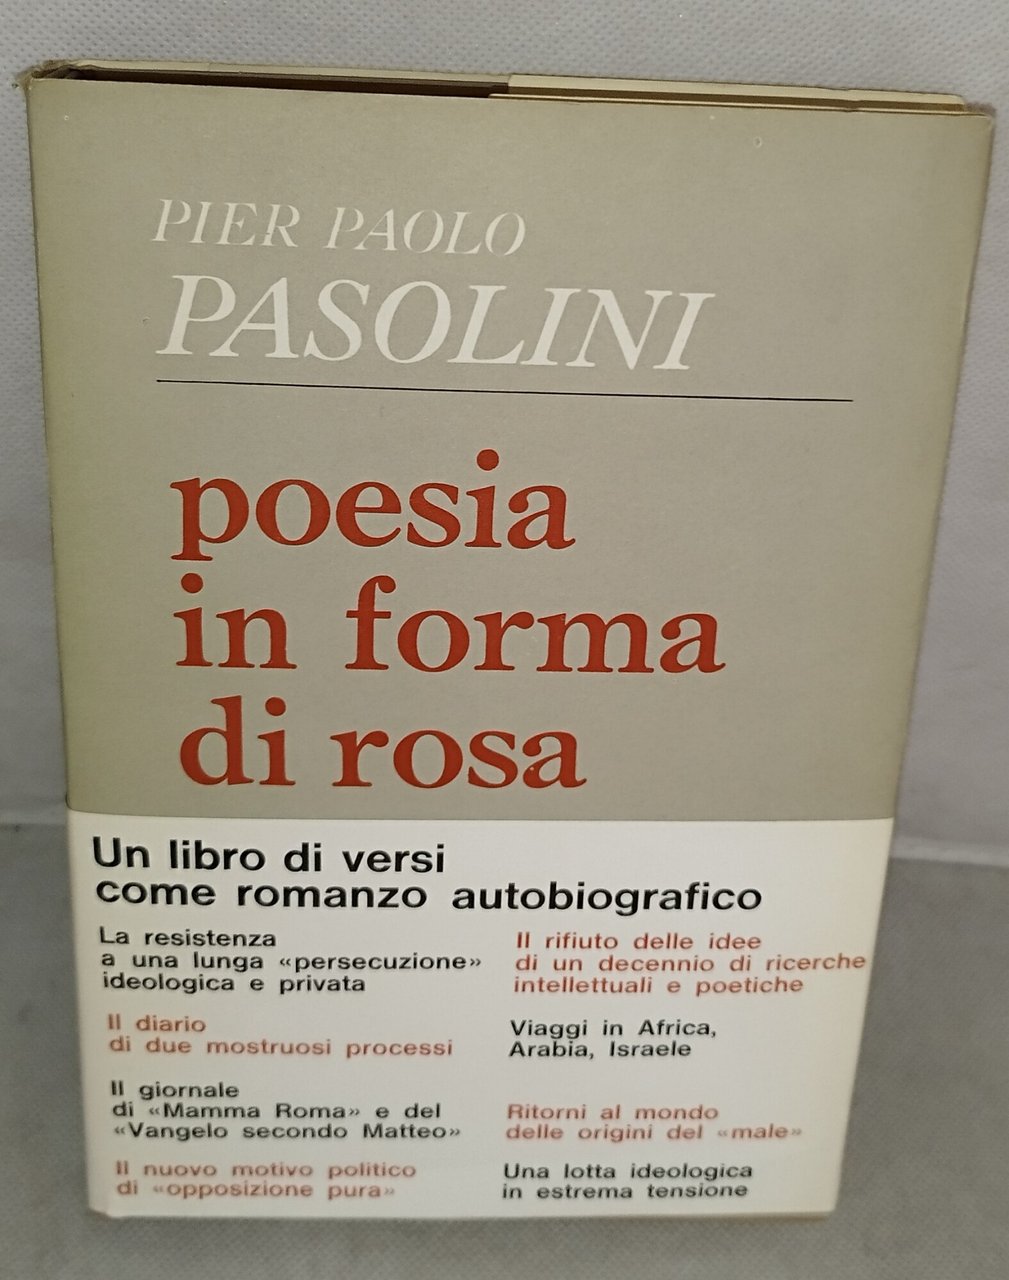 PIER PAOLO
PASOLINI
poesia
in forma
di rosa
Un libro di versi
come romanzo autobiografico
La resistenza
a una lunga «persecuzione»
ideologica e privata
Il diario
di due mostruosi processi
Il giornale
di «Mamma Roma» e del
«Vangelo secondo Matteo»
Il nuovo motivo politico
di «opposizione pura»
Il rifiuto delle idee
di un decennio di ricerche
intellettuali e poetiche
Viaggi in Africa,
Arabia, Israele
Ritorni al mondo
delle origini del «male»
Una lotta ideologica
in estrema tensione